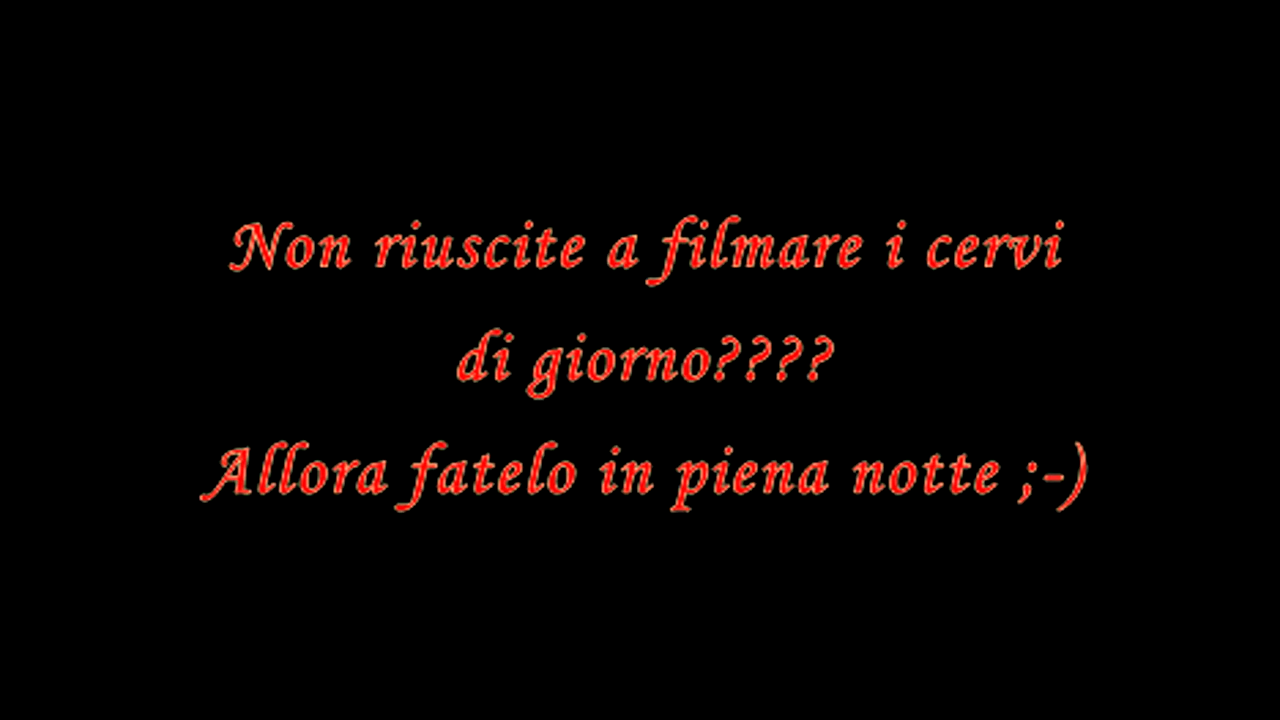 Non riuscite a filmare i cervi
di giorno????
Allora fatelo in piena notte ;-)